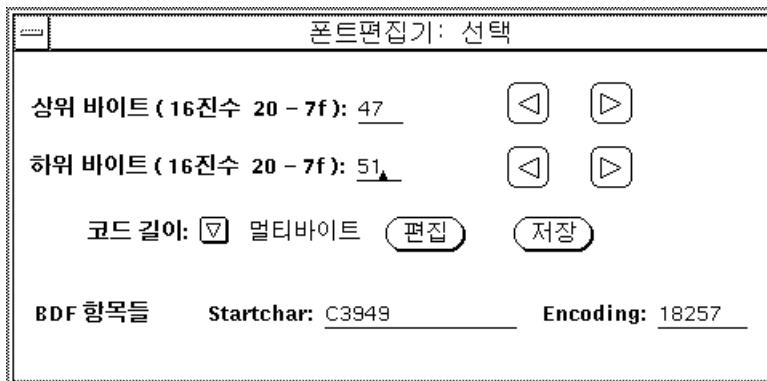 폰트편집기: 선택
상위 바이트 ( 16진수 20 – 7f ): 47
하위 바이트 ( 16진수 20 – 7f ): 51
코드 길이: 멀티바이트 편집 저장
BDF 항목들 Startchar: C3949 Encoding: 18257